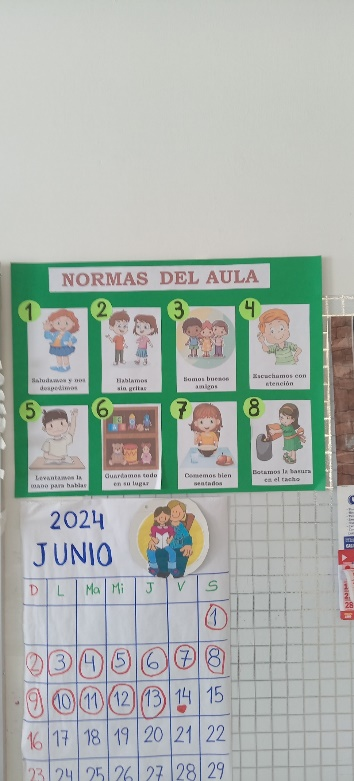 NORMAS DEL AULA
1 2 3 4
Saludamos y nos
despedimos
Hablamos
sin gritar
Somos buenos
amigos
Escuchamos con
atención
5 6 7 8
Levantamos la
mano para hablar
Guardamos todo
en su lugar
Comemos bien
sentados
Botamos la basura
en el tacho
2024
JUNIO
D L Ma Mi J V S
1
2 3 4 5 6 7 8
9 10 11 12 13 14 15
16 17 18 19 20 21 22
23 24 25 26 27 28 29